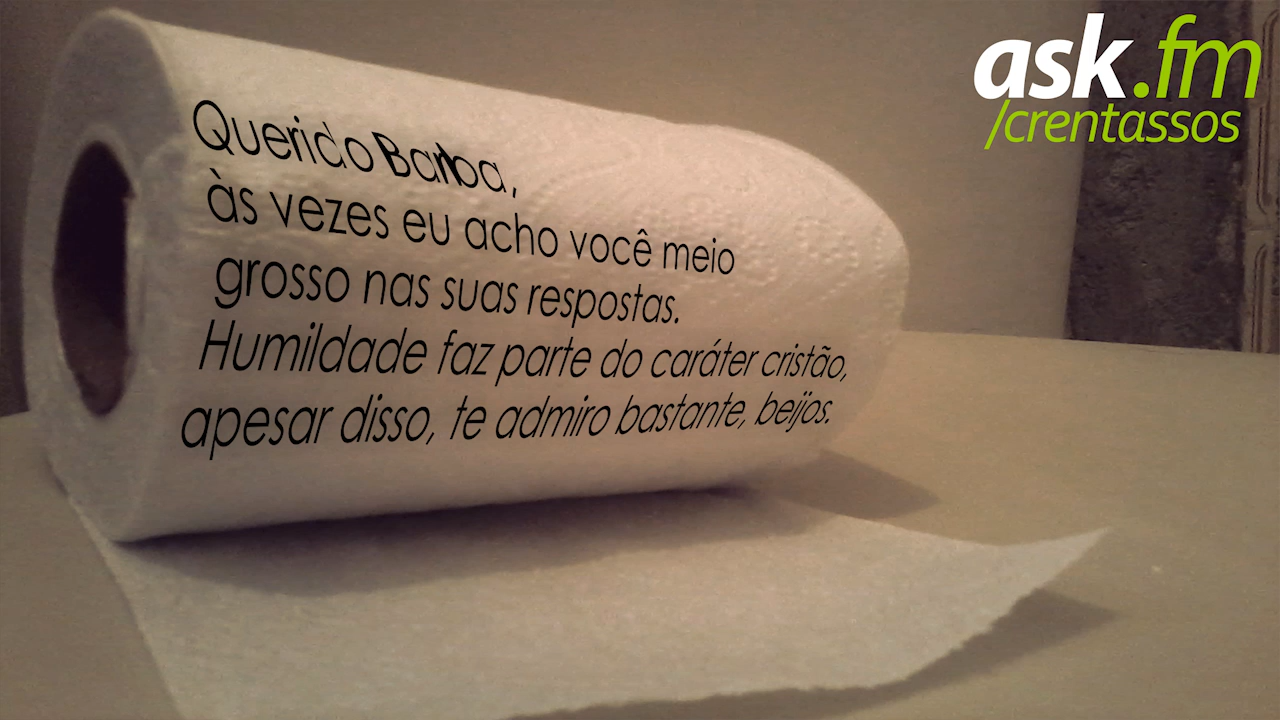 ask.fm
/crentassos
Querido Barba,
às vezes eu acho você meio
grosso nas suas respostas.
Humildade faz parte do caráter cristão,
apesar disso, te admiro bastante, beijos.